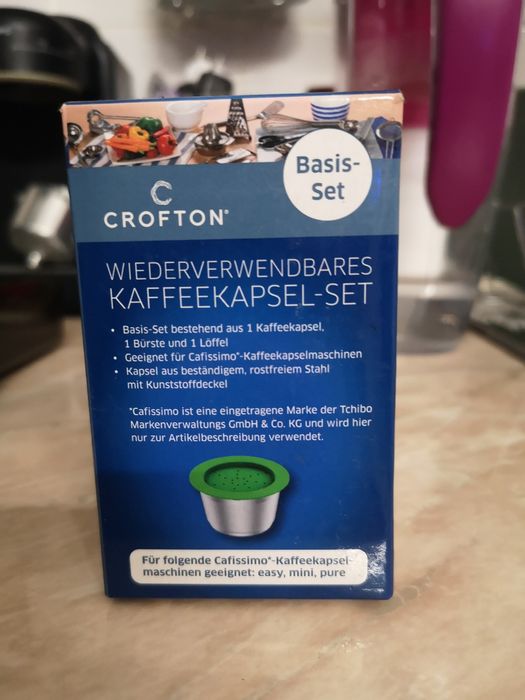 Basis-
Set
CROFTON®
WIEDERVERWENDBARES
KAFFEEKAPSEL-SET
• Basis-Set bestehend aus 1 Kaffeekapsel,
1 Bürste und 1 Löffel
• Geeignet für Cafissimo*-Kaffeekapselmaschinen
• Kapsel aus beständigem, rostfreiem Stahl
mit Kunststoffdeckel
*Cafissimo ist eine eingetragene Marke der Tchibo
Markenverwaltungs GmbH & Co. KG und wird hier
nur zur Artikelbeschreibung verwendet.
Für folgende Cafissimo*-Kaffeekapsel-
maschinen geeignet: easy, mini, pure